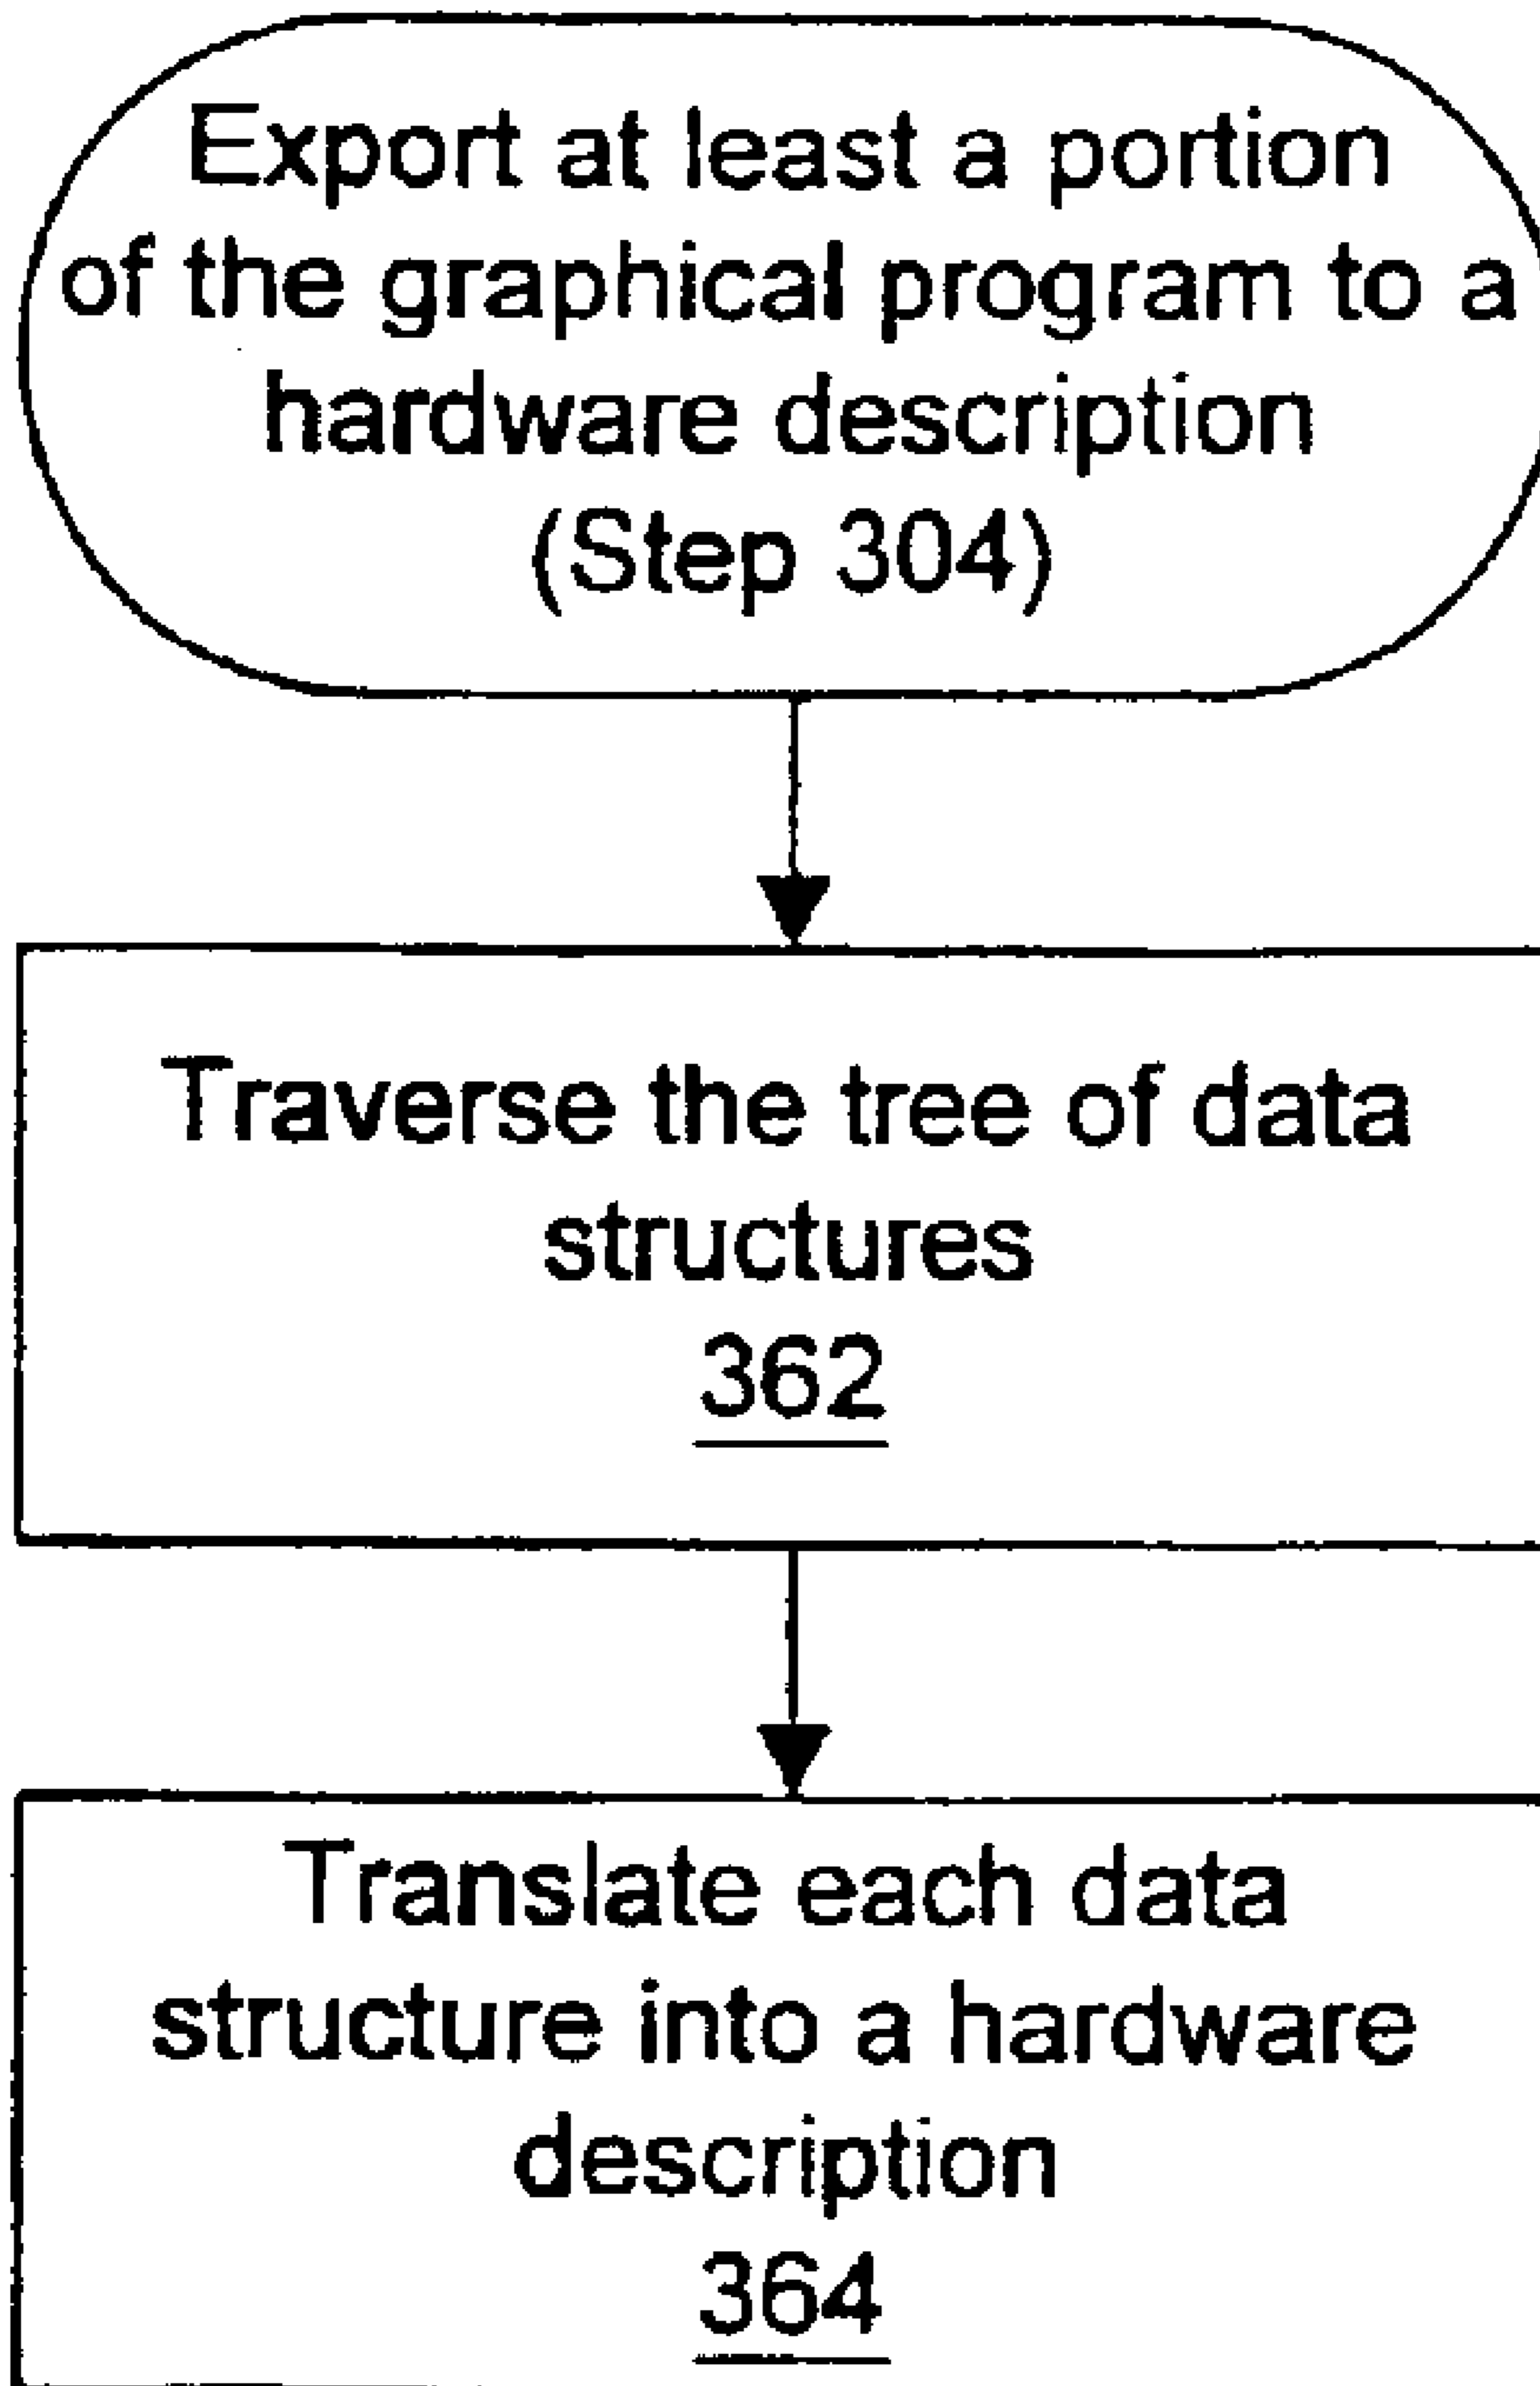 Export at least a portion
of the graphical program to a
hardware description
(Step 304)
Traverse the tree of data
structures
362
Translate each data
structure into a hardware
description
364